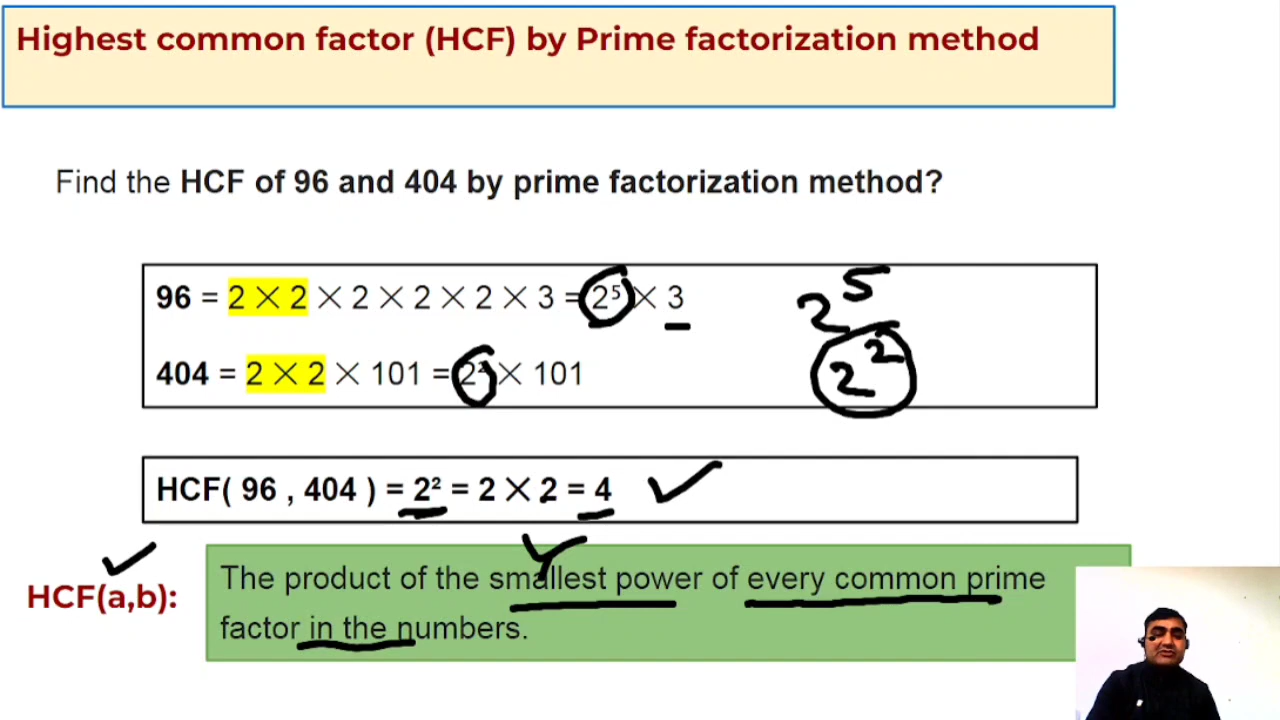 Highest common factor (HCF) by Prime factorization method
Find the HCF of 96 and 404 by prime factorization method?
96 = 2 × 2 × 2 × 2 × 2 × 3 = 2⁵ × 3
404 = 2 × 2 × 101 = 2² × 101
2⁵
2²
HCF( 96 , 404 ) = 2² = 2 × 2 = 4
HCF(a,b):
The product of the smallest power of every common prime
factor in the numbers.